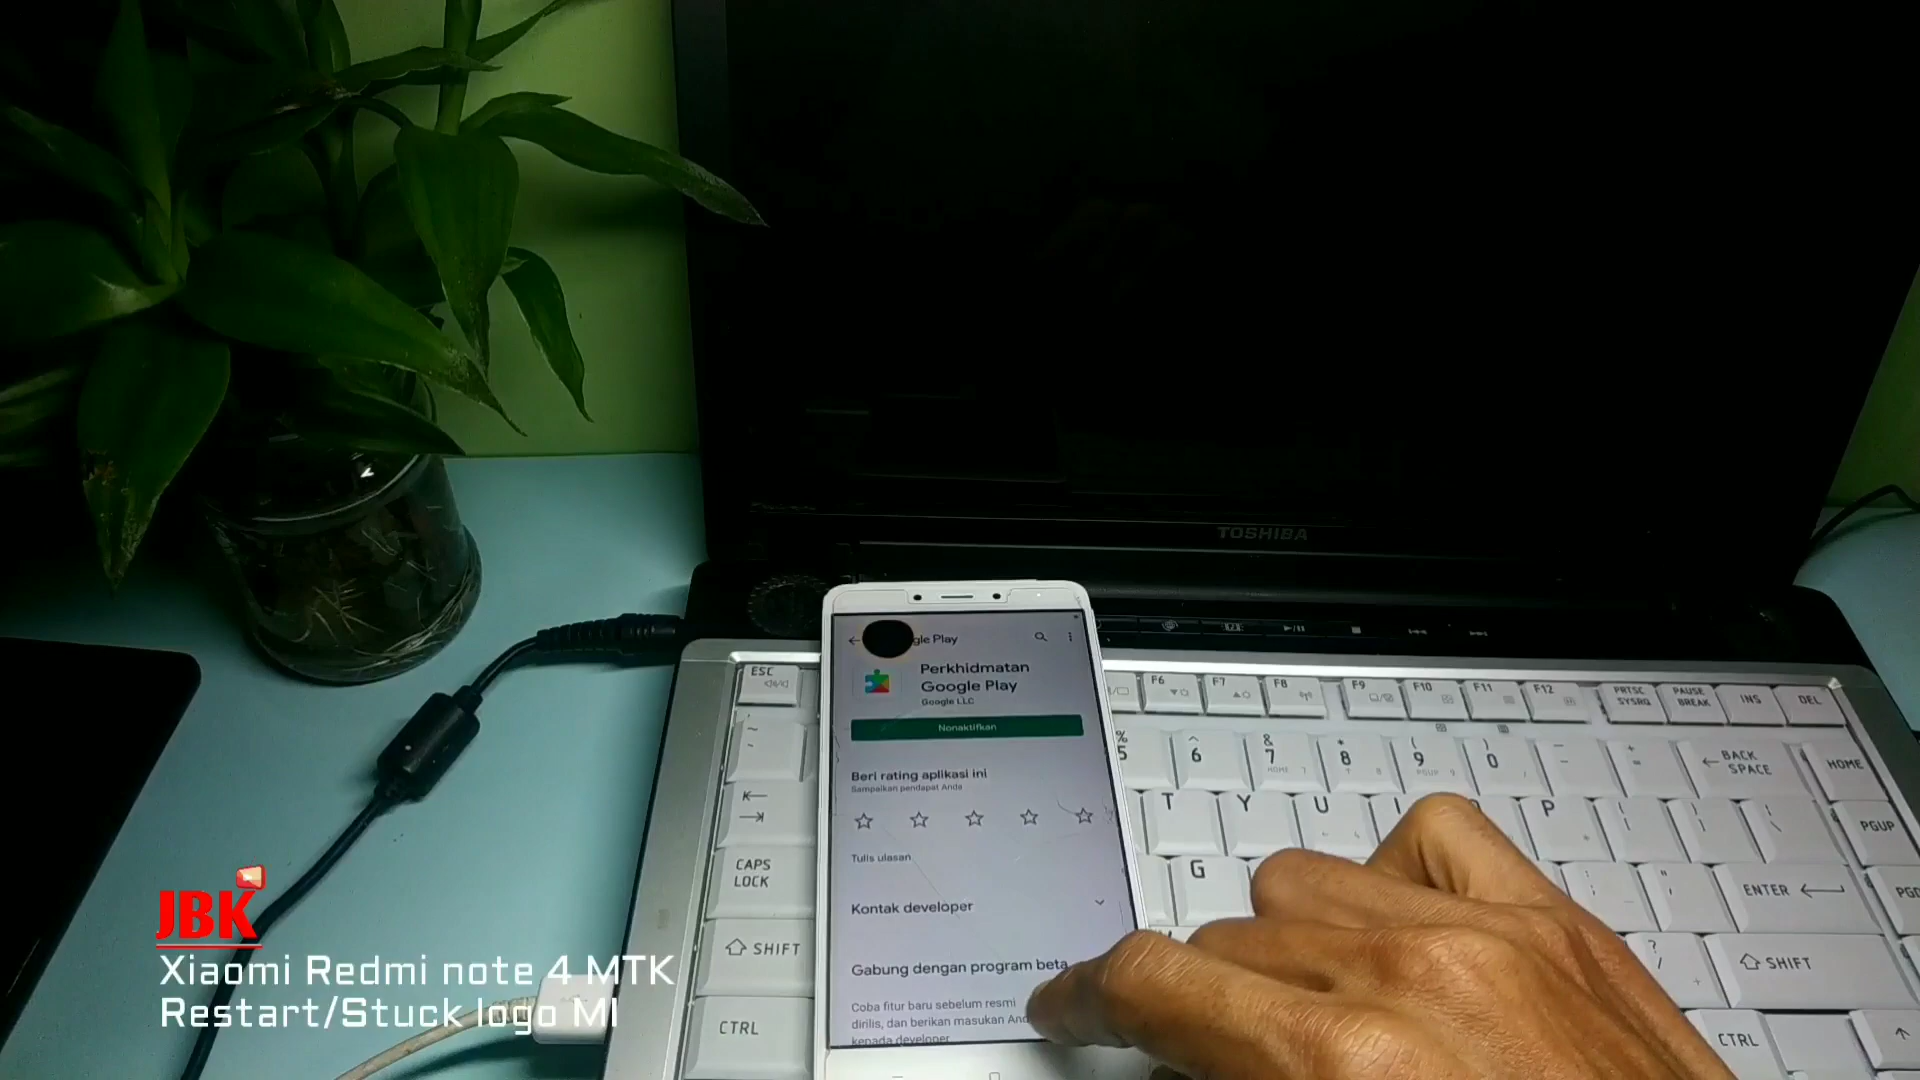 TOSHIBA
gle Play
Perkhidmatan
Google Play
Google LLC
Nonaktifkan
Beri rating aplikasi ini
Sampaikan pendapat Anda
Tulis ulasan
Kontak developer
Gabung dengan program beta
Coba fitur baru sebelum resmi
dirilis, dan berikan masukan
kepada developer
ESC
F6
F7
F8
F9
F10
F11
F12
PRTSC
SYSRQ
PAUSE
BREAK
INS
DEL
%
5
^
6
&
7
HOME
*
8
(
9
PGUP
)
0
BACK
SPACE
HOME
T
Y
U
P
PGUP
CAPS
LOCK
G
ENTER
SHIFT
?
/
SHIFT
CTRL
CTRL
JBK
Xiaomi Redmi note 4 MTK
Restart/Stuck logo MI